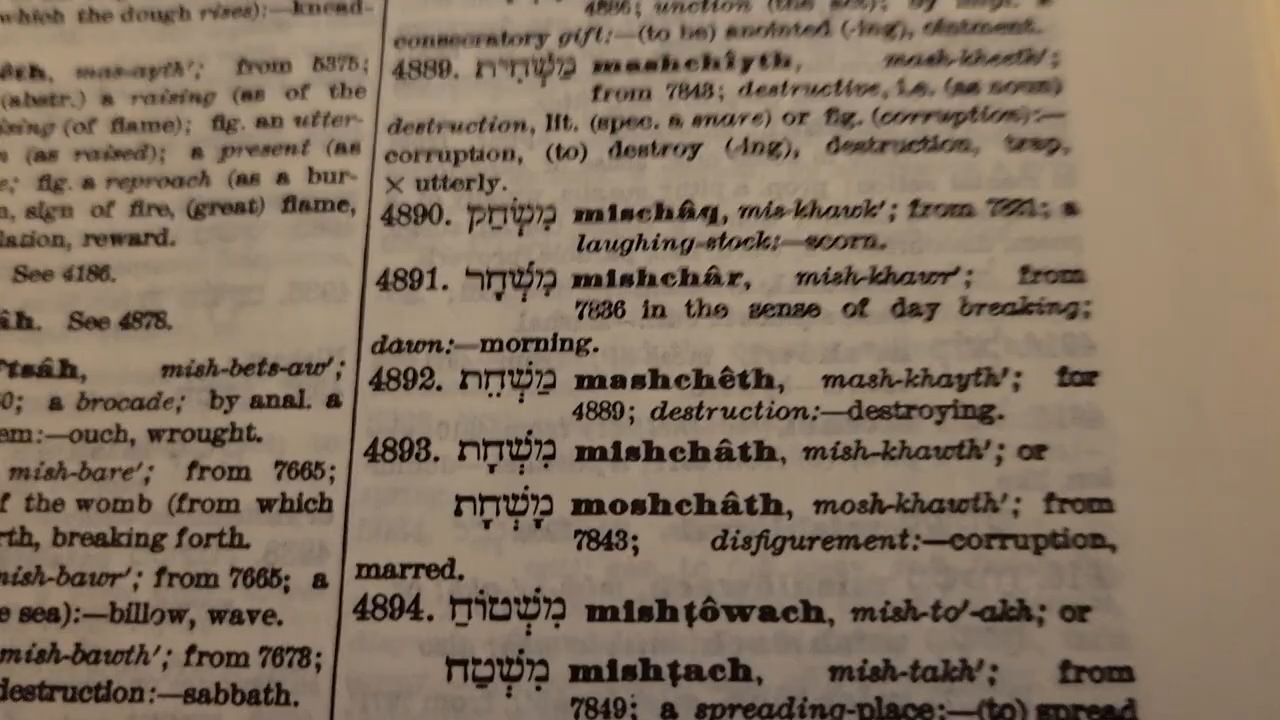 which the dough rises):—knead-
mas-ayth'; from 5375;
(abstr.) a raising (as of the
(of flame); fig. an utter-
(as raised); a present (as
fig. a reproach (as a bur-
sign of fire, (great) flame,
reward.
See 4186.
See 4878.
mish-bets-aw';
a brocade; by anal. a
ouch, wrought.
mish-bare'; from 7665;
the womb (from which
breaking forth.
from 7665; a
sea):—billow, wave.
mish-bawth'; from 7678;
destruction:—sabbath.
consecratory gift:—(to be) anointed (-ing), ointment.
4889. מַשְׁחִית mashchîyth, mash-kheeth';
from 7843; destructive, i.e. (as noun)
destruction, lit. (spec. a snare) or fig. (corruption):—
corruption, (to) destroy (-ing), destruction, trap,
× utterly.
4890. מִשְׂחַק mischâq, mis-khawk'; from a
laughing-stock:—scorn.
4891. מִשְׁחָר mishchâr, mish-khawr'; from
7836 in the sense of day breaking;
dawn:—morning.
4892. מַשְׁחֵת mashchêth, mash-khayth'; for
4889; destruction:—destroying.
4893. מִשְׁחָת mishchâth, mish-khawth'; or
מָשְׁחָת moshchâth, mosh-khawth'; from
7843; disfigurement:—corruption,
marred.
4894. מִשְׁטוֹחַ mishṭôwach, mish-to'-akh; or
מִשְׁטַח mishṭach, mish-takh'; from
7849; a spreading-place:—(to) spread